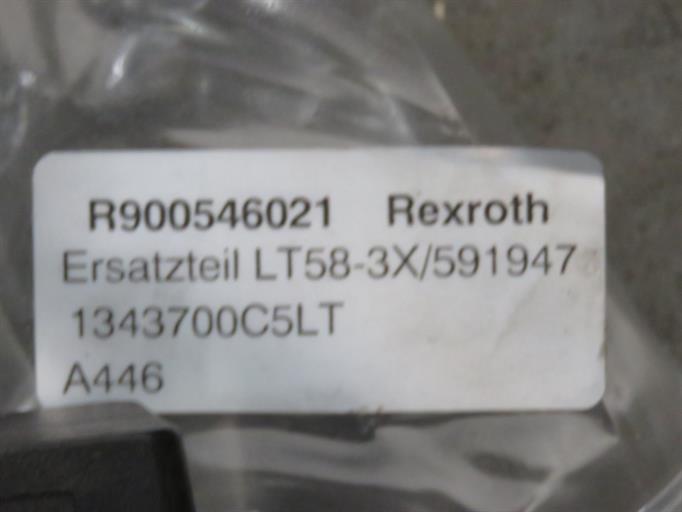 R900546021 Rexroth
Ersatzteil LT58-3X/591947
1343700C5LT
A446